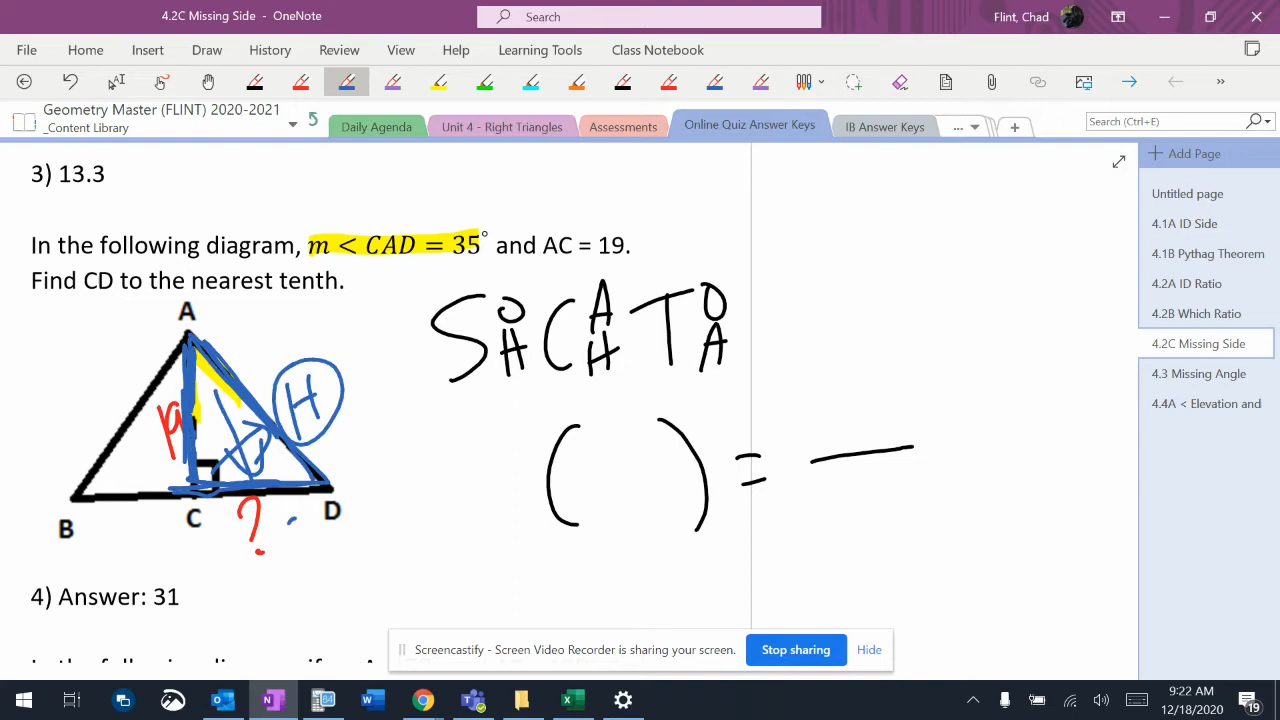 4.2C Missing Side - OneNote
Search
Flint, Chad
File Home Insert Draw History Review View Help Learning Tools Class Notebook
Geometry Master (FLINT) 2020-2021
_Content Library
Daily Agenda
Unit 4 - Right Triangles
Assessments
Online Quiz Answer Keys
IB Answer Keys
...
Search (Ctrl+E)
Add Page
Untitled page
4.1A ID Side
4.1B Pythag Theorem
4.2A ID Ratio
4.2B Which Ratio
4.2C Missing Side
4.3 Missing Angle
4.4A < Elevation and
3) 13.3
In the following diagram, m < CAD = 35° and AC = 19.
Find CD to the nearest tenth.
A
H
B
C
D
?
S O/H C A/H T O/A
( ) = —
4) Answer: 31
Screencastify - Screen Video Recorder is sharing your screen.
Stop sharing
Hide
9:22 AM
12/18/2020
19